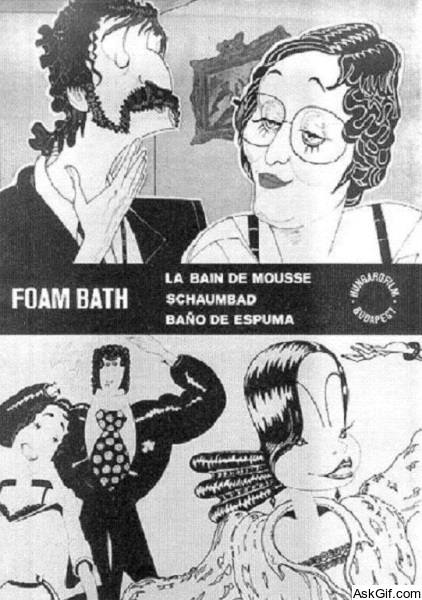 FOAM BATH
LA BAIN DE MOUSSE
SCHAUMBAD
BAÑO DE ESPUMA
HUNGAROFILM
BUDAPEST
AskGif.com